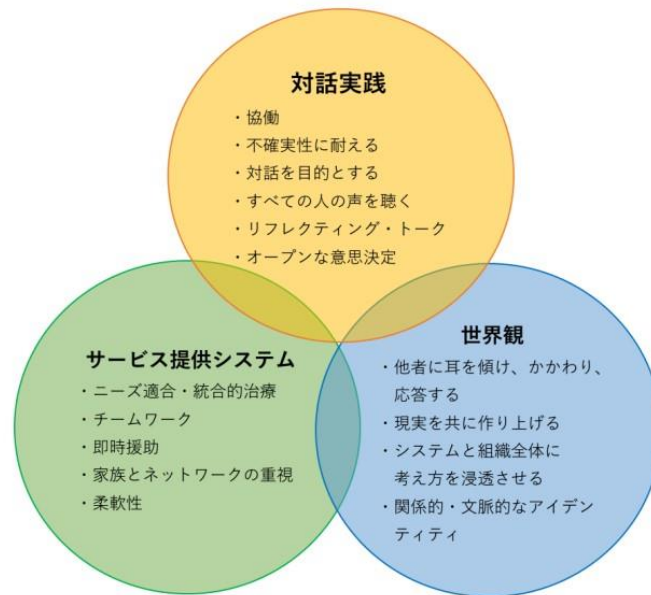 対話実践
・協働
・不確実性に耐える
・対話を目的とする
・すべての人の声を聴く
・リフレクティング・トーク
・オープンな意思決定
サービス提供システム
・ニーズ適合・統合的治療
・チームワーク
・即時援助
・家族とネットワークの重視
・柔軟性
世界観
・他者に耳を傾け、かかわり、
応答する
・現実を共に作り上げる
・システムと組織全体に
考え方を浸透させる
・関係的・文脈的なアイデン
ティティ